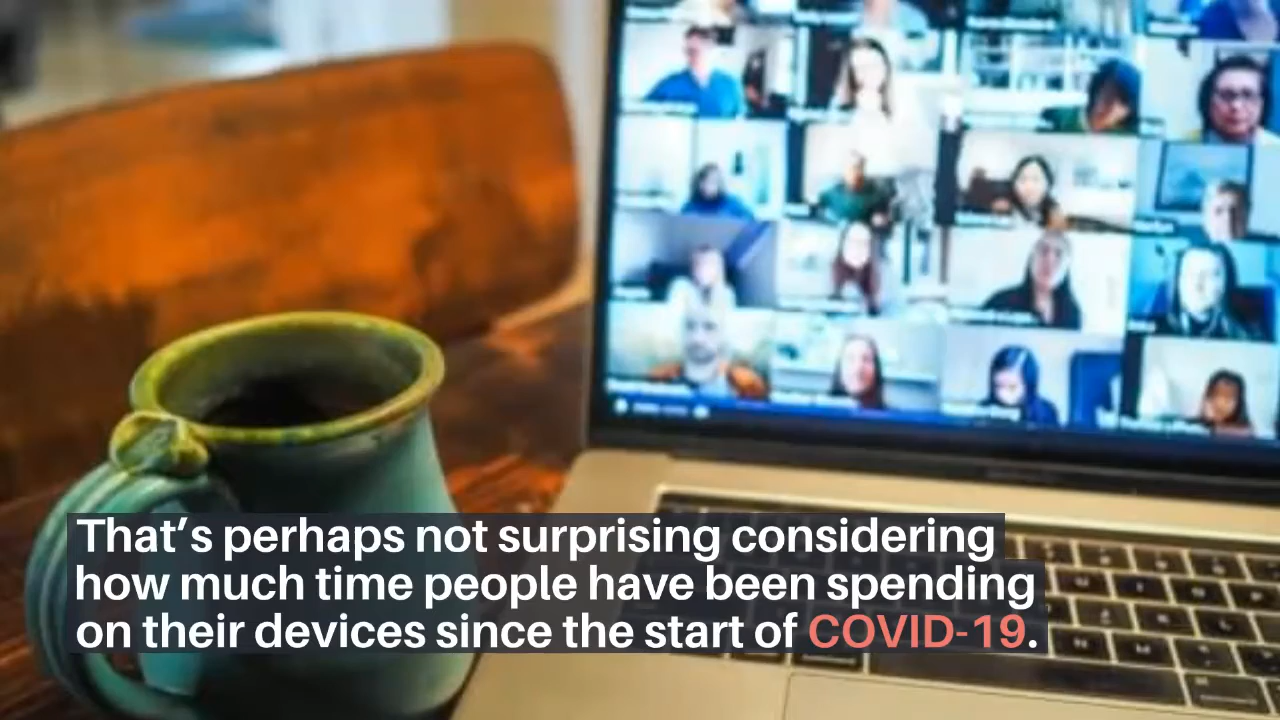 That’s perhaps not surprising considering
how much time people have been spending
on their devices since the start of COVID-19.